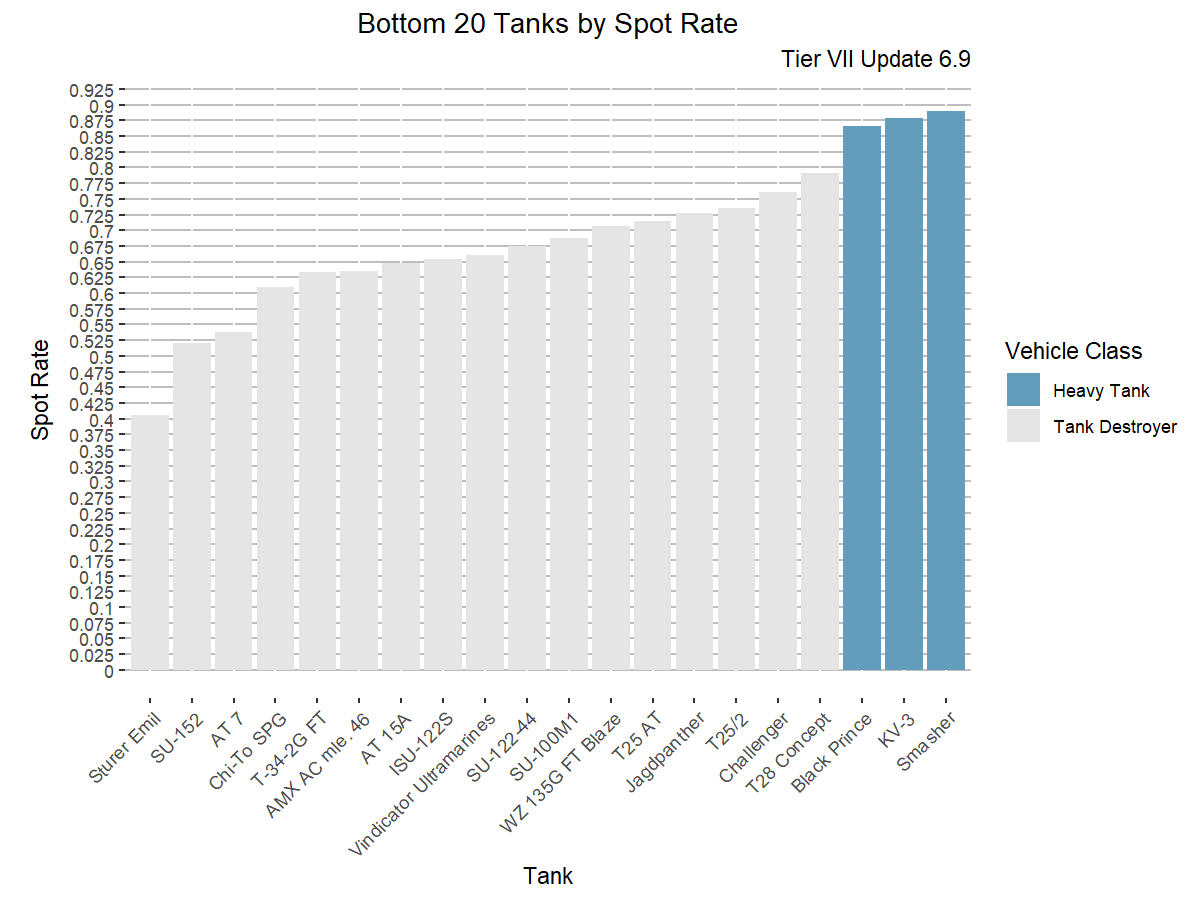 Bottom 20 Tanks by Spot Rate
Tier VII Update 6.9
0.925
0.9
0.875
0.85
0.825
0.8
0.775
0.75
0.725
0.7
0.675
0.65
0.625
0.6
0.575
0.55
0.525
0.5
0.475
0.45
0.425
0.4
0.375
0.35
0.325
0.3
0.275
0.25
0.225
0.2
0.175
0.15
0.125
0.1
0.075
0.05
0.025
0
Spot Rate
Sturer Emil
SU-152
AT 7
Chi-To SPG
T-34-2G FT
AMX AC mle. 46
AT 15A
ISU-122S
Vindicator Ultramarines
SU-122-44
SU-100M1
WZ 135G FT Blaze
T25 AT
Jagdpanther
T25/2
Challenger
T28 Concept
Black Prince
KV-3
Smasher
Tank
Vehicle Class
Heavy Tank
Tank Destroyer